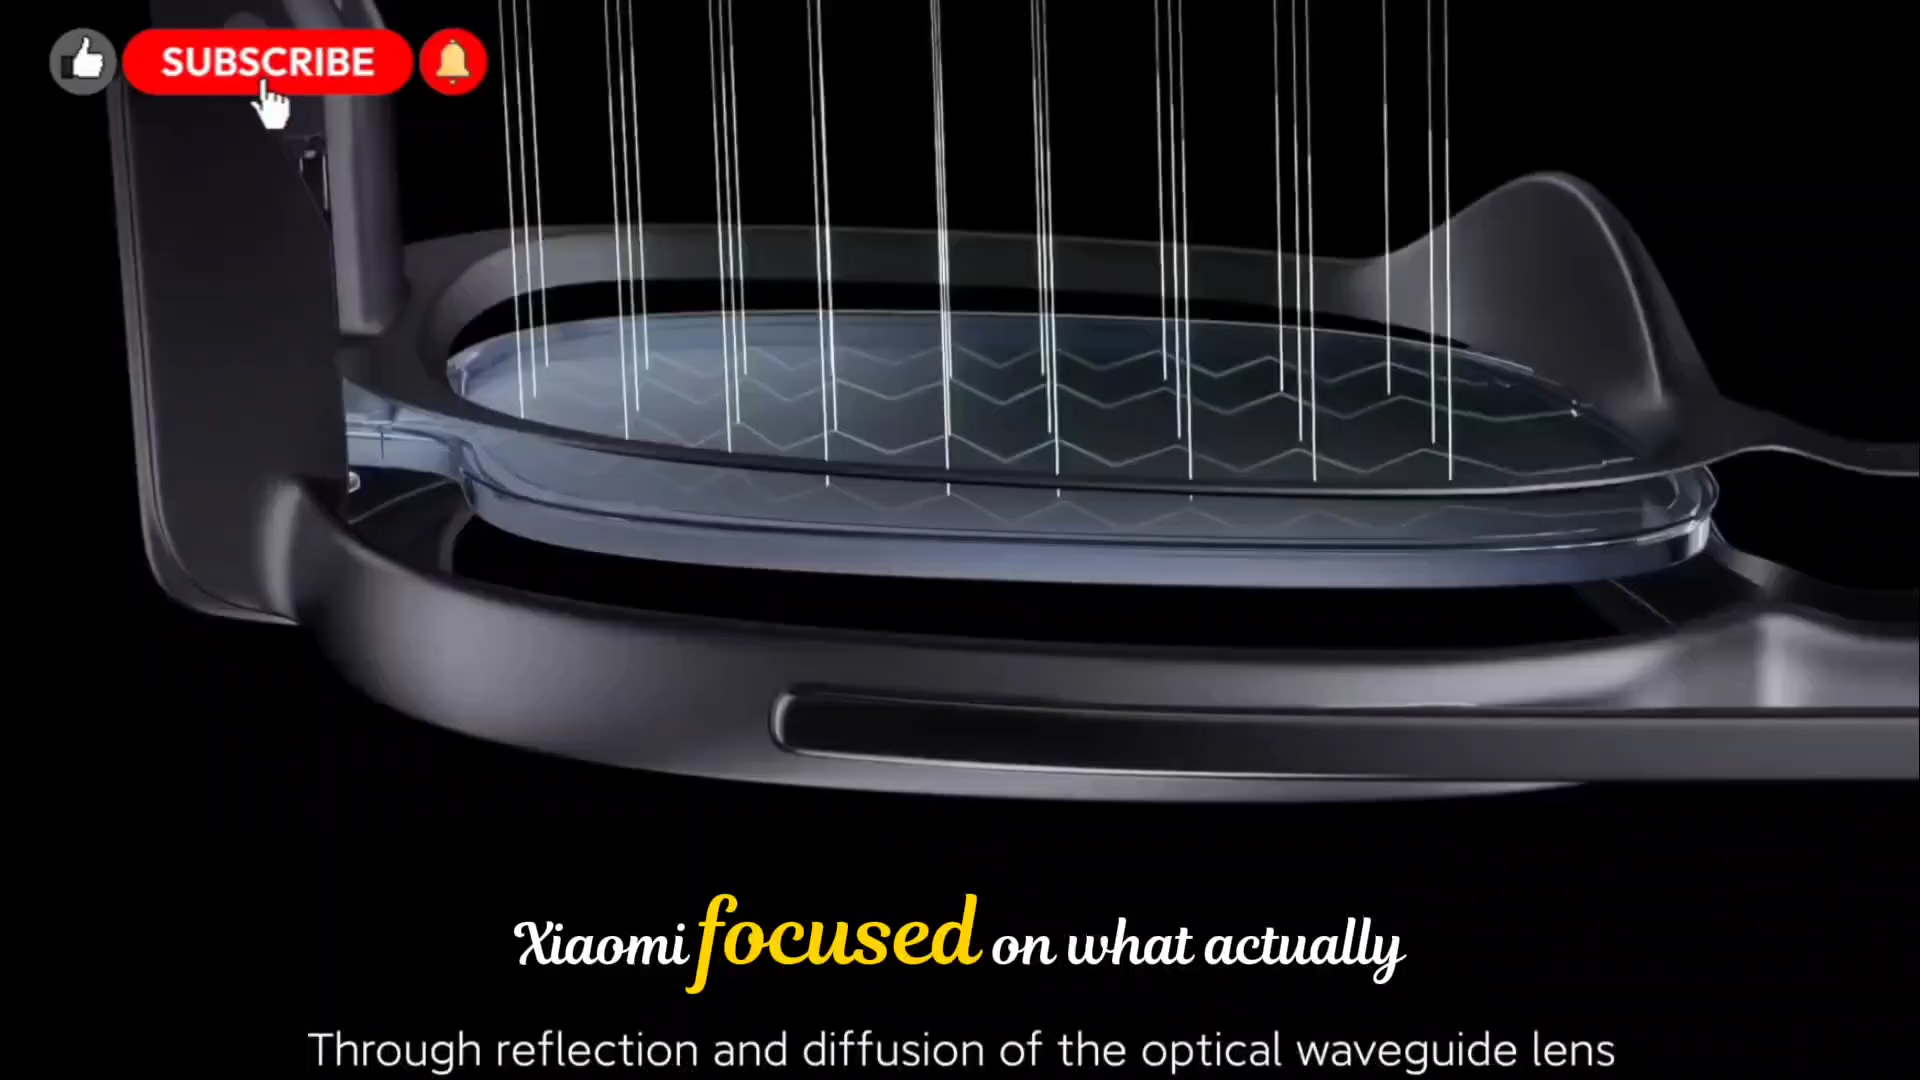 SUBSCRIBE
Xiaomi focused on what actually
Through reflection and diffusion of the optical waveguide lens